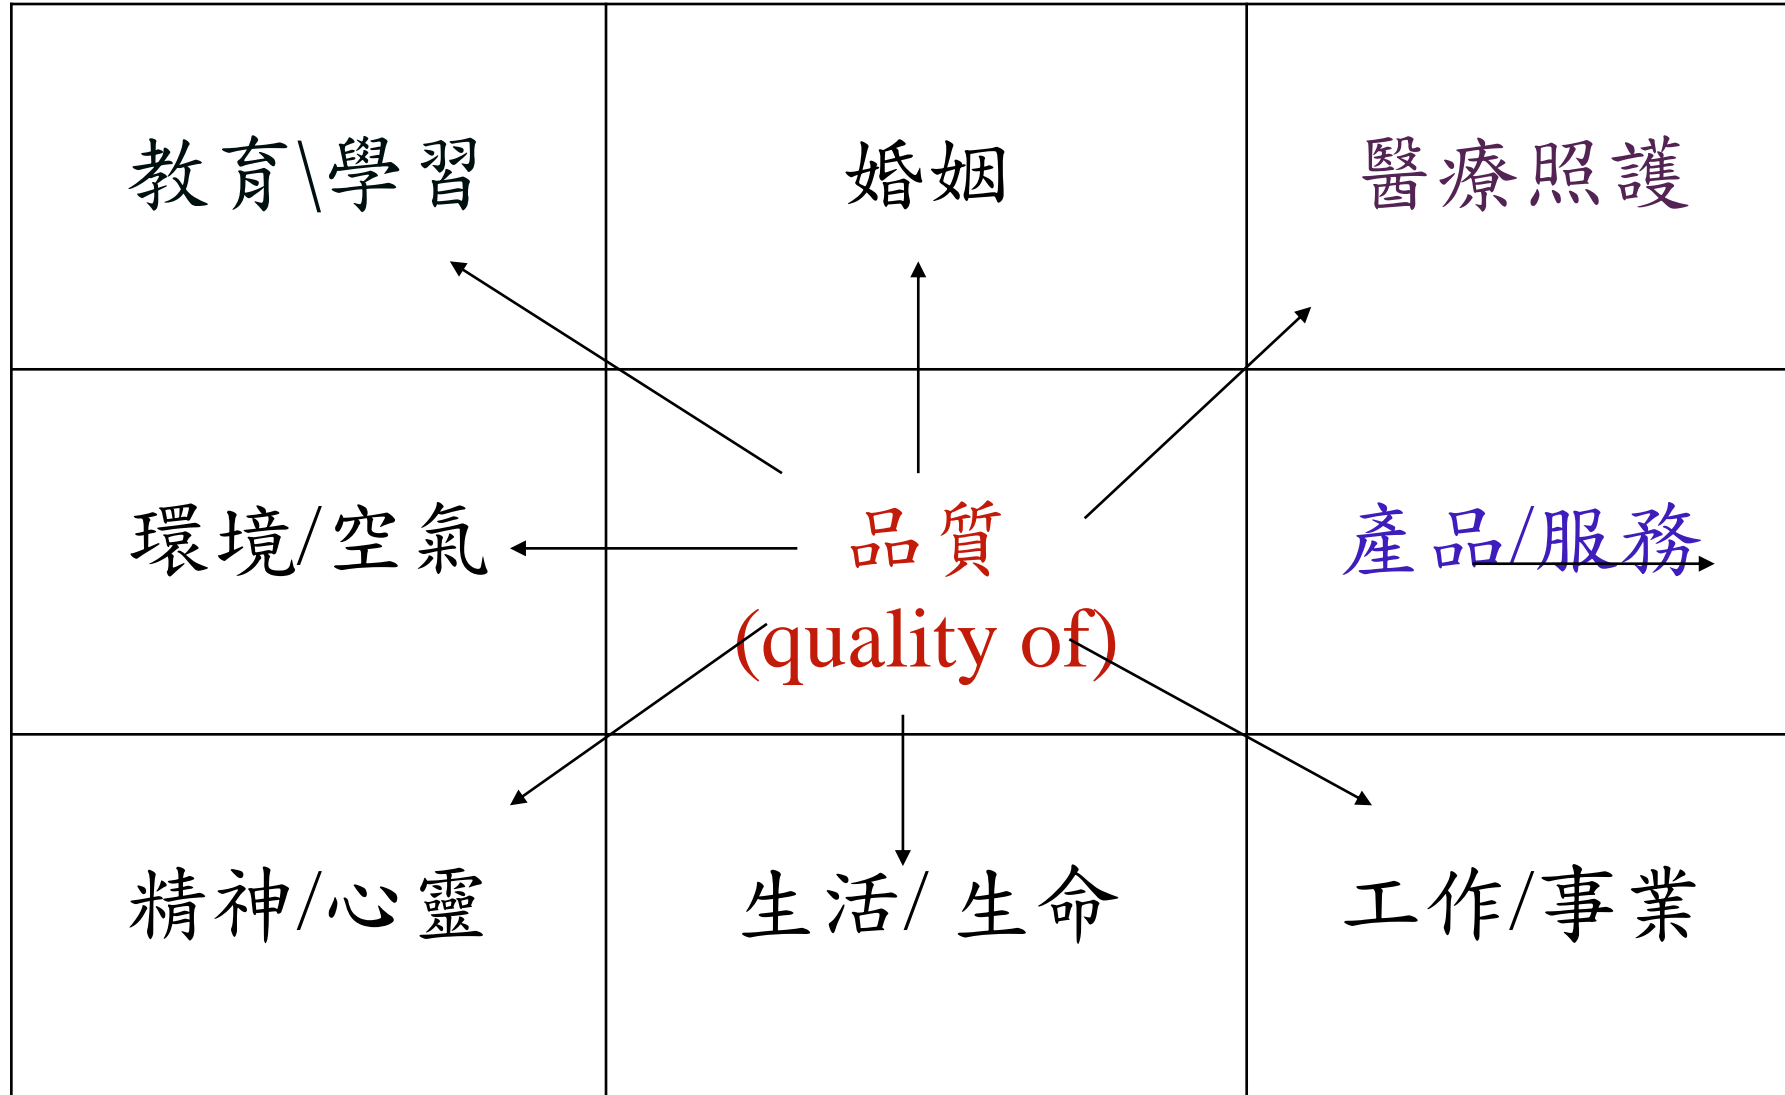 教育\學習
婚姻
醫療照護
環境/空氣
品質
(quality of)
產品/服務
精神/心靈
生活/ 生命
工作/事業